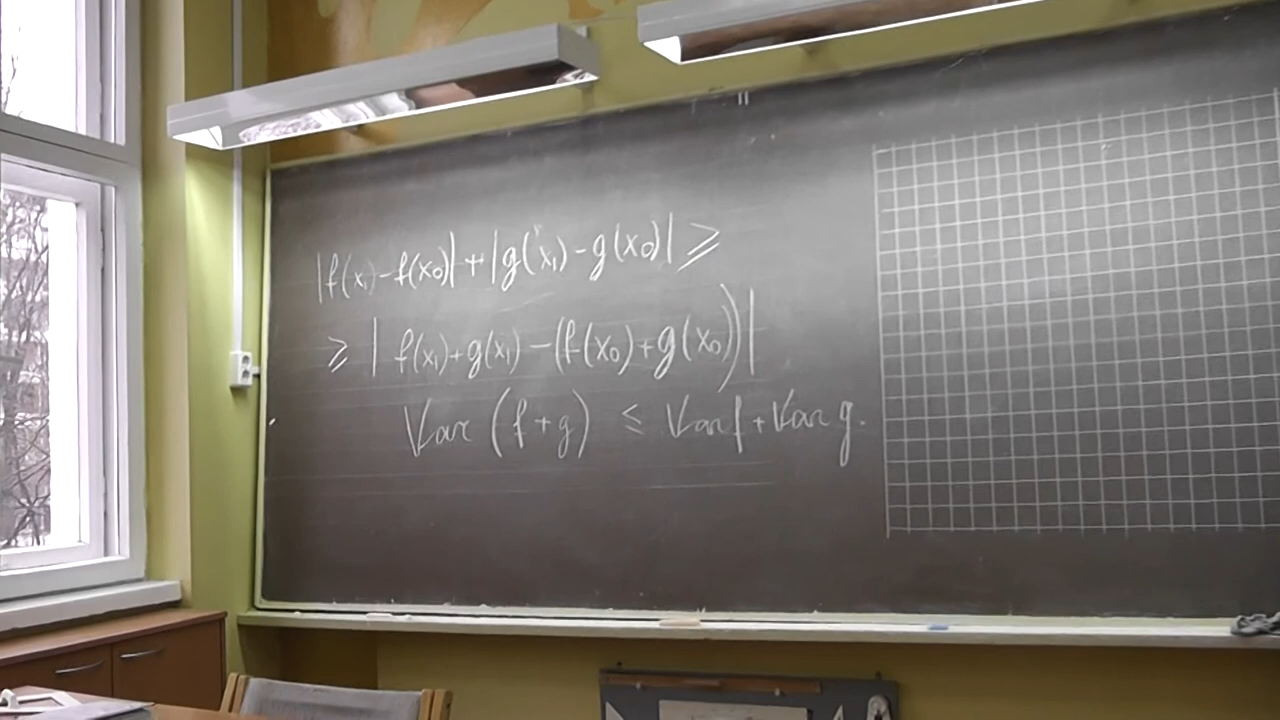 |f(x₁)-f(x₀)|+|g(x₁)-g(x₀)|⩾
⩾|f(x₁)+g(x₁)-(f(x₀)+g(x₀))|
Var (f+g) ≤ Var f + Var g.